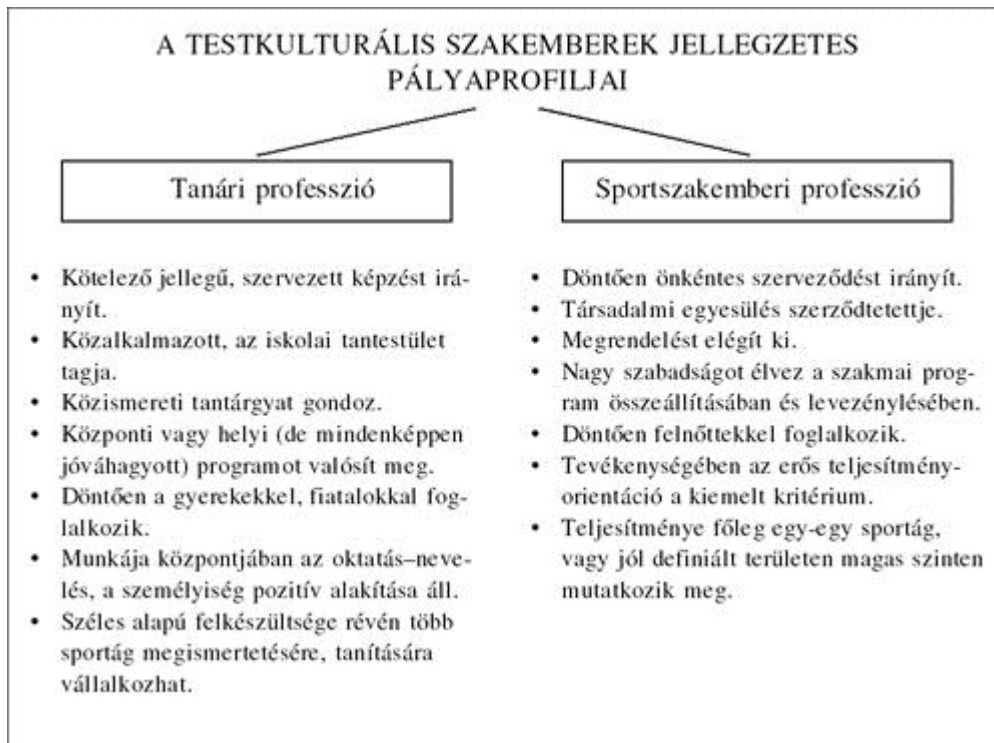 A TESTKULTURÁLIS SZAKEMBEREK JELLEGZETES
PÁLYAPROFILJAI
Tanári professzió
• Kötelező jellegű, szervezett képzést irá-
nyít.
• Közalkalmazott, az iskolai tantestület
tagja.
• Közismereti tantárgyat gondoz.
• Központi vagy helyi (de mindenképpen
jóváhagyott) programot valósít meg.
• Döntően a gyerekekkel, fiatalokkal fog-
lalkozik.
• Munkája központjában az oktatás–neve-
lés, a személyiség pozitív alakítása áll.
• Széles alapú felkészültsége révén több
sportág megismertetésére, tanítására
vállalkozhat.
Sportszakemberi professzió
• Döntően önkéntes szerveződést irányít.
• Társadalmi egyesülés szerződtetettje.
• Megrendelést elégít ki.
• Nagy szabadságot élvez a szakmai prog-
ram összeállításában és levezénylésében.
• Döntően felnőttekkel foglalkozik.
• Tevékenységében az erős teljesítmény-
orientáció a kiemelt kritérium.
• Teljesítménye főleg egy-egy sportág,
vagy jól definiált területen magas szinten
mutatkozik meg.